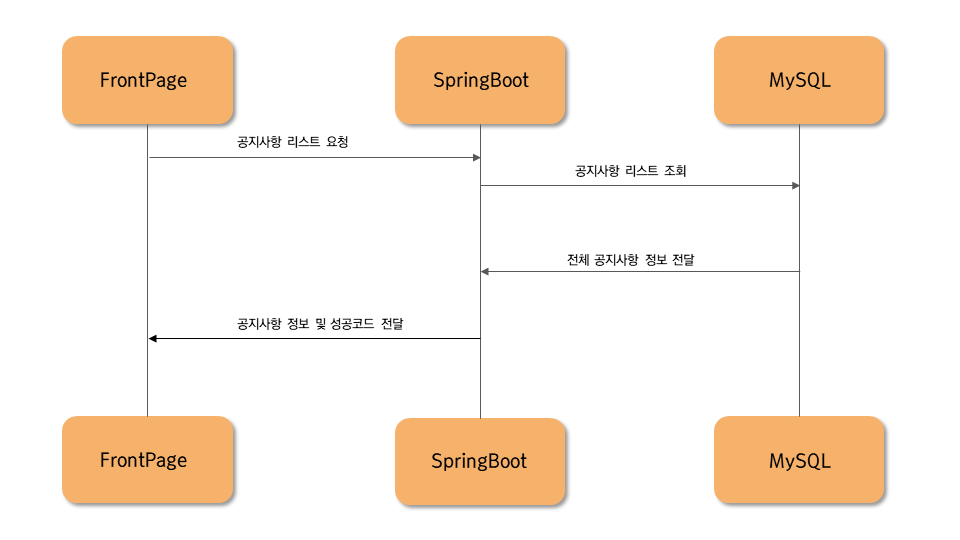 FrontPage
SpringBoot
MySQL
공지사항 리스트 요청
공지사항 리스트 조회
전체 공지사항 정보 전달
공지사항 정보 및 성공코드 전달
FrontPage
SpringBoot
MySQL